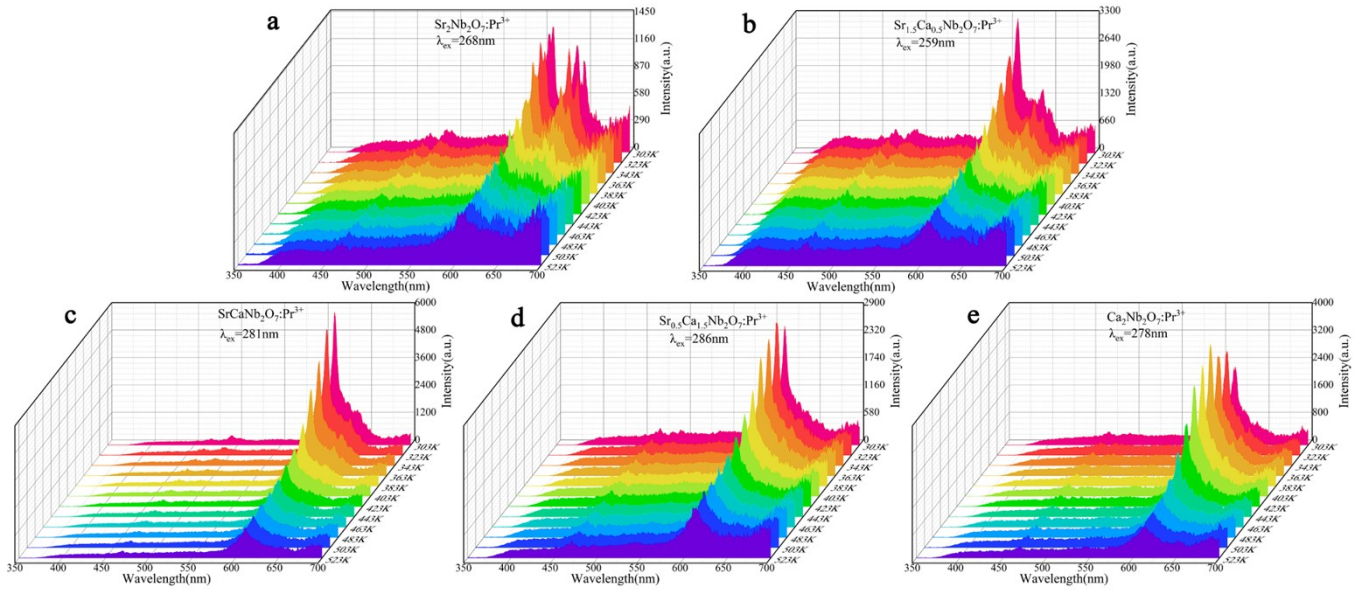 a
Sr₂Nb₂O₇:Pr³⁺
λex=268nm
1450
1160
870
580
290
0
Intensity(a.u.)
303K
323K
343K
363K
383K
403K
423K
443K
463K
483K
503K
523K
350 400 450 500 550 600 650 700
Wavelength(nm)
b
Sr₁.₅Ca₀.₅Nb₂O₇:Pr³⁺
λex=259nm
3300
2640
1980
1320
660
0
Intensity(a.u.)
303K
323K
343K
363K
383K
403K
423K
443K
463K
483K
503K
523K
350 400 450 500 550 600 650 700
Wavelength(nm)
c
SrCaNb₂O₇:Pr³⁺
λex=281nm
6000
4800
3600
2400
1200
0
Intensity(a.u.)
303K
323K
343K
363K
383K
403K
423K
443K
463K
483K
503K
523K
350 400 450 500 550 600 650 700
Wavelength(nm)
d
Sr₀.₅Ca₁.₅Nb₂O₇:Pr³⁺
λex=286nm
2900
2320
1740
1160
580
0
Intensity(a.u.)
303K
323K
343K
363K
383K
403K
423K
443K
463K
483K
503K
523K
350 400 450 500 550 600 650 700
Wavelength(nm)
e
Ca₂Nb₂O₇:Pr³⁺
λex=278nm
4000
3200
2400
1600
800
0
Intensity(a.u.)
303K
323K
343K
363K
383K
403K
423K
443K
463K
483K
503K
523K
350 400 450 500 550 600 650 700
Wavelength(nm)